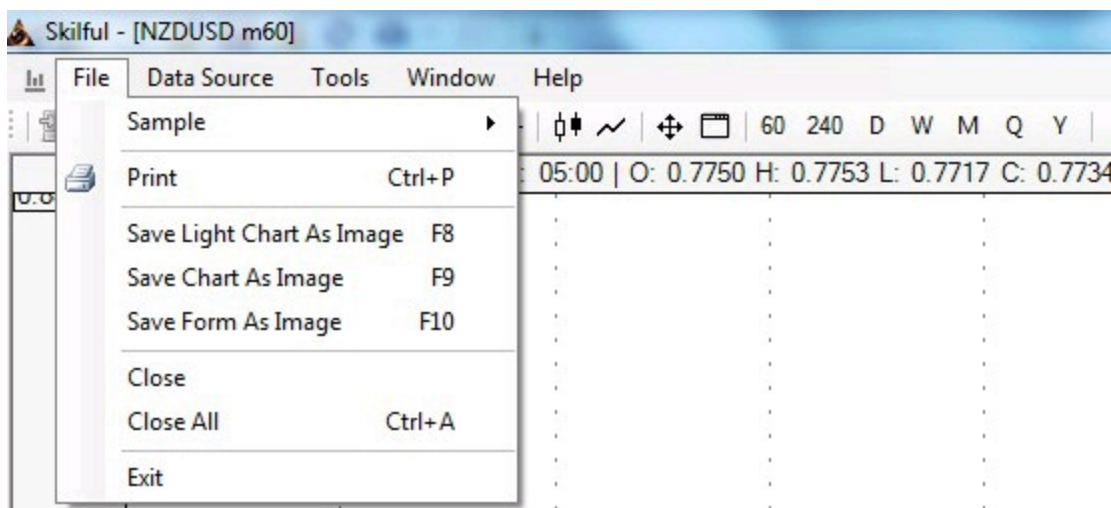 Skilful - [NZDUSD m60]
File Data Source Tools Window Help
60 240 D W M Q Y
05:00 | O: 0.7750 H: 0.7753 L: 0.7717 C: 0.7734
Sample
Print Ctrl+P
Save Light Chart As Image F8
Save Chart As Image F9
Save Form As Image F10
Close
Close All Ctrl+A
Exit